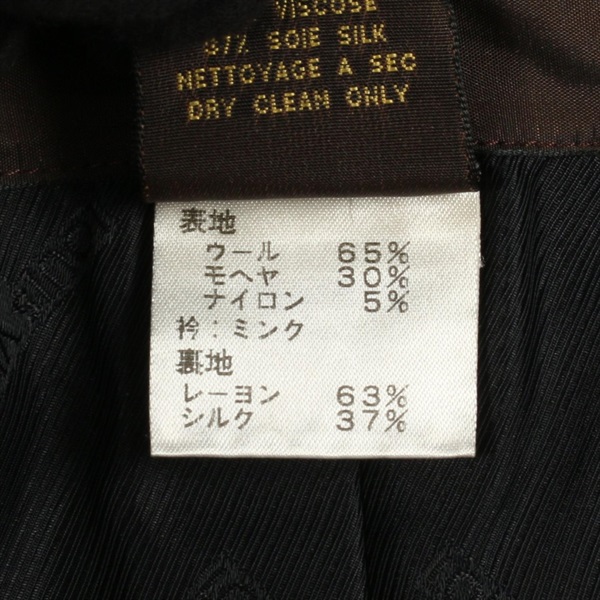 VISCOSE
37% SOIE SILK
NETTOYAGE A SEC
DRY CLEAN ONLY
表地
ウール 65%
モヘヤ 30%
ナイロン 5%
衿:ミンク
裏地
レーヨン 63%
シルク 37%